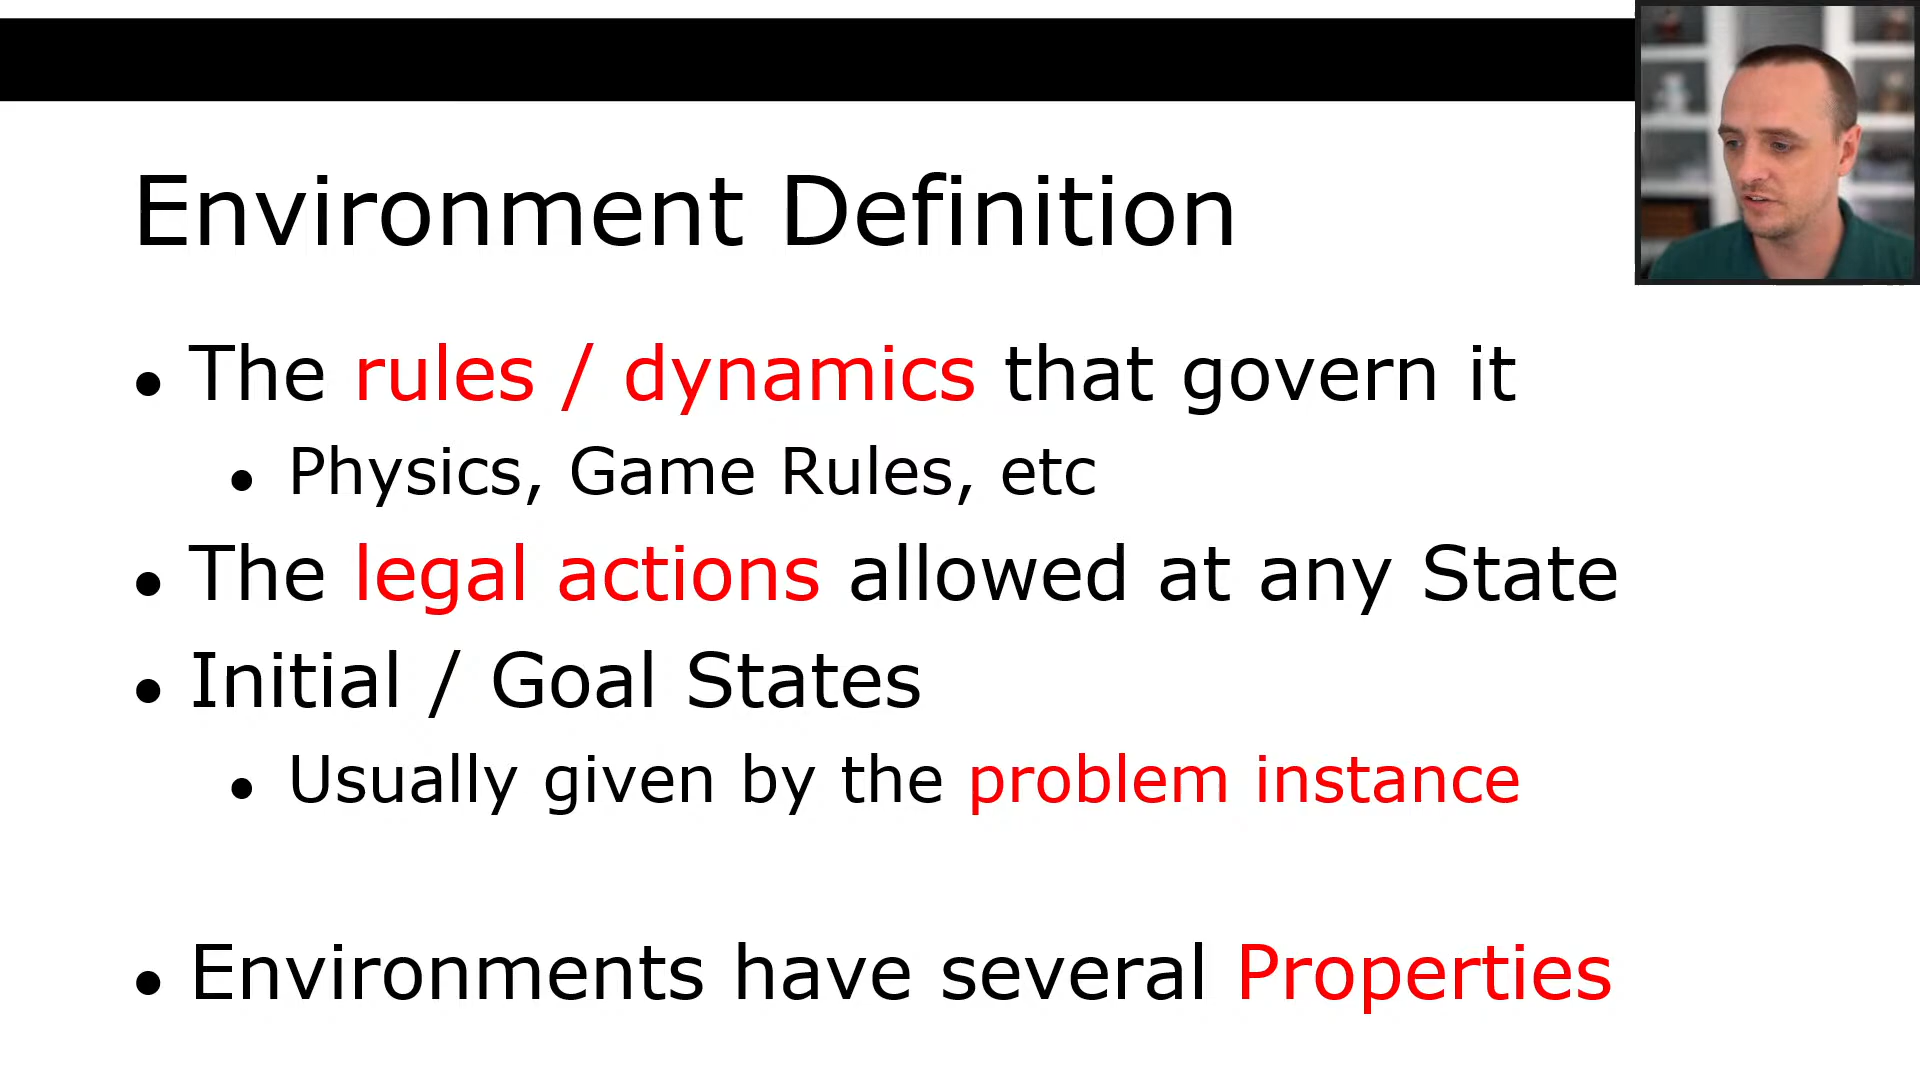 Environment Definition
• The rules / dynamics that govern it
• Physics, Game Rules, etc
• The legal actions allowed at any State
• Initial / Goal States
• Usually given by the problem instance
• Environments have several Properties